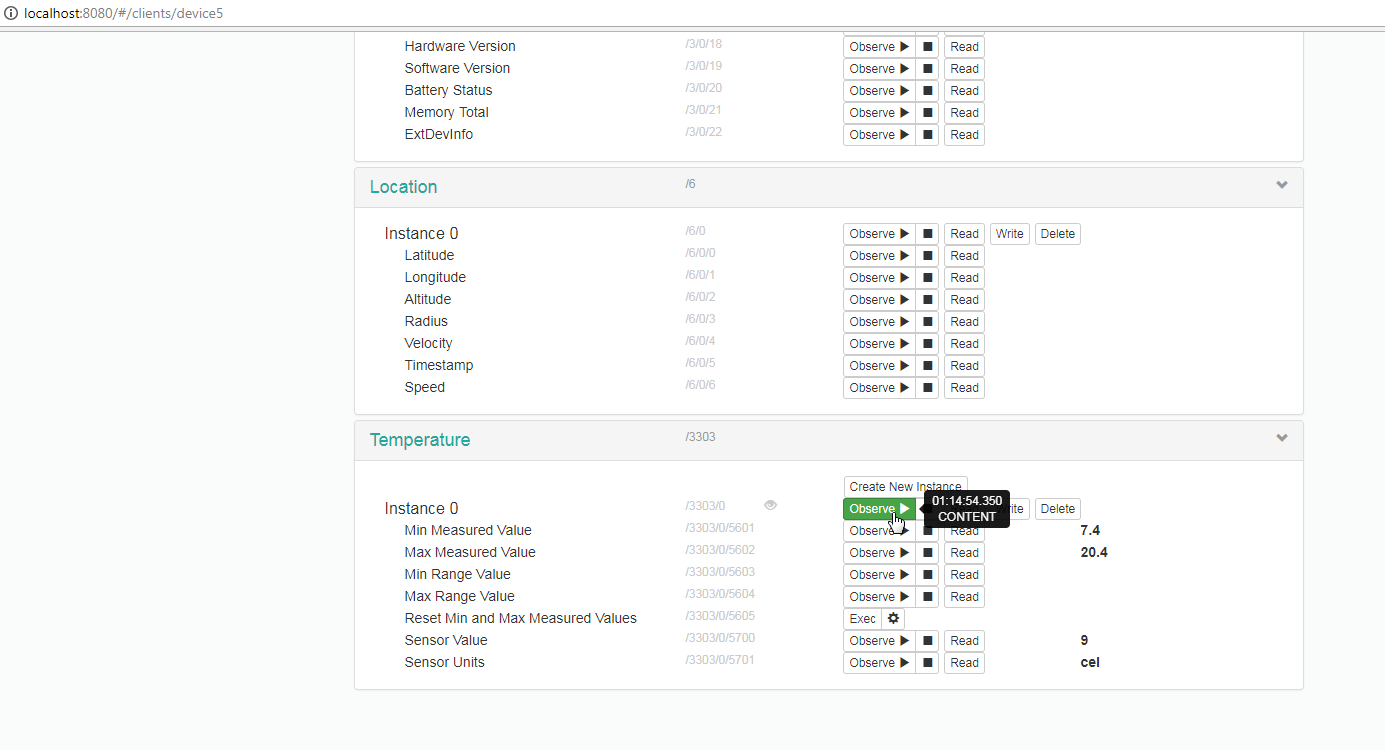 localhost:8080/#/clients/device5
Hardware Version /3/0/18 Observe Read
Software Version /3/0/19 Observe Read
Battery Status /3/0/20 Observe Read
Memory Total /3/0/21 Observe Read
ExtDevInfo /3/0/22 Observe Read
Location /6
Instance 0 /6/0 Observe Read Write Delete
Latitude /6/0/0 Observe Read
Longitude /6/0/1 Observe Read
Altitude /6/0/2 Observe Read
Radius /6/0/3 Observe Read
Velocity /6/0/4 Observe Read
Timestamp /6/0/5 Observe Read
Speed /6/0/6 Observe Read
Temperature /3303
Create New Instance
01:14:54.350
CONTENT
Instance 0 /3303/0 Observe Delete
Min Measured Value /3303/0/5601 Observe Read 7.4
Max Measured Value /3303/0/5602 Observe Read 20.4
Min Range Value /3303/0/5603 Observe Read
Max Range Value /3303/0/5604 Observe Read
Reset Min and Max Measured Values /3303/0/5605 Exec
Sensor Value /3303/0/5700 Observe Read 9
Sensor Units /3303/0/5701 Observe Read cel